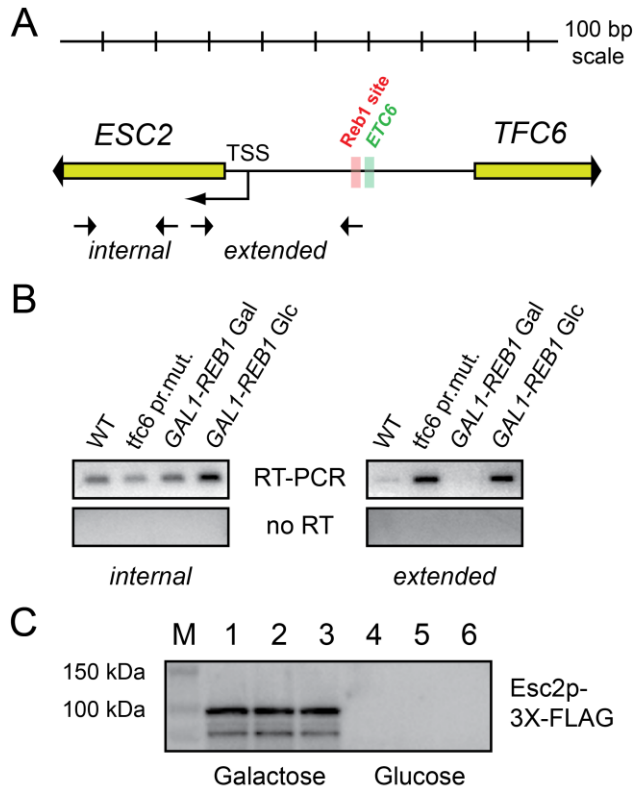 A
100 bp
scale
ESC2
TSS
Reb1 site
ETC6
TFC6
internal
extended
B
WT
tfc6 pr.mut.
GAL1-REB1 Gal
GAL1-REB1 Glc
WT
tfc6 pr.mut.
GAL1-REB1 Gal
GAL1-REB1 Glc
RT-PCR
no RT
internal
extended
C
M 1 2 3 4 5 6
150 kDa
100 kDa
Esc2p-
3X-FLAG
Galactose Glucose